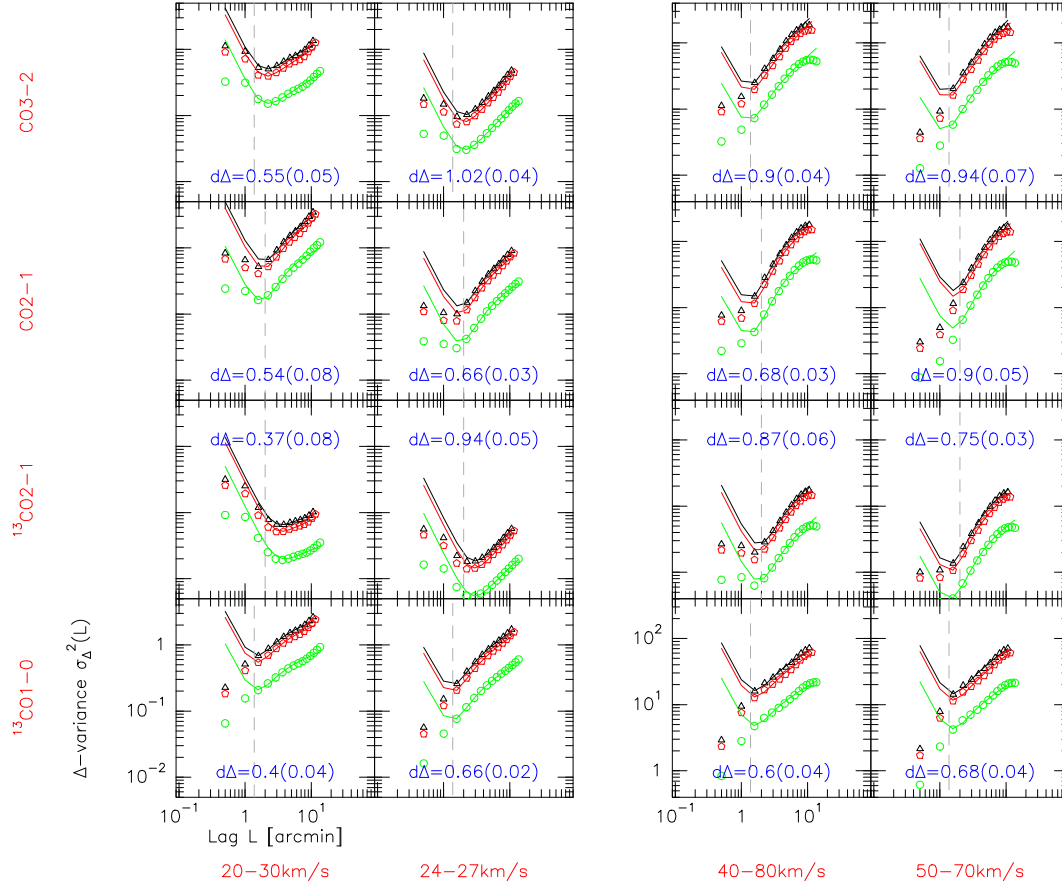 CO3−2
dΔ=0.55(0.05)
dΔ=1.02(0.04)
dΔ=0.9(0.04)
dΔ=0.94(0.07)
CO2−1
dΔ=0.54(0.08)
dΔ=0.66(0.03)
dΔ=0.68(0.03)
dΔ=0.9(0.05)
¹³CO2−1
dΔ=0.37(0.08)
dΔ=0.94(0.05)
dΔ=0.87(0.06)
dΔ=0.75(0.03)
¹³CO1−0
Δ−variance σ_Δ²(L)
1
10⁻¹
10⁻²
10²
10
1
dΔ=0.4(0.04)
dΔ=0.66(0.02)
dΔ=0.6(0.04)
dΔ=0.68(0.04)
10⁻¹ 1 10¹ 1 10¹
10⁻¹ 1 10¹ 1 10¹
Lag L [arcmin]
20−30km/s
24−27km/s
40−80km/s
50−70km/s